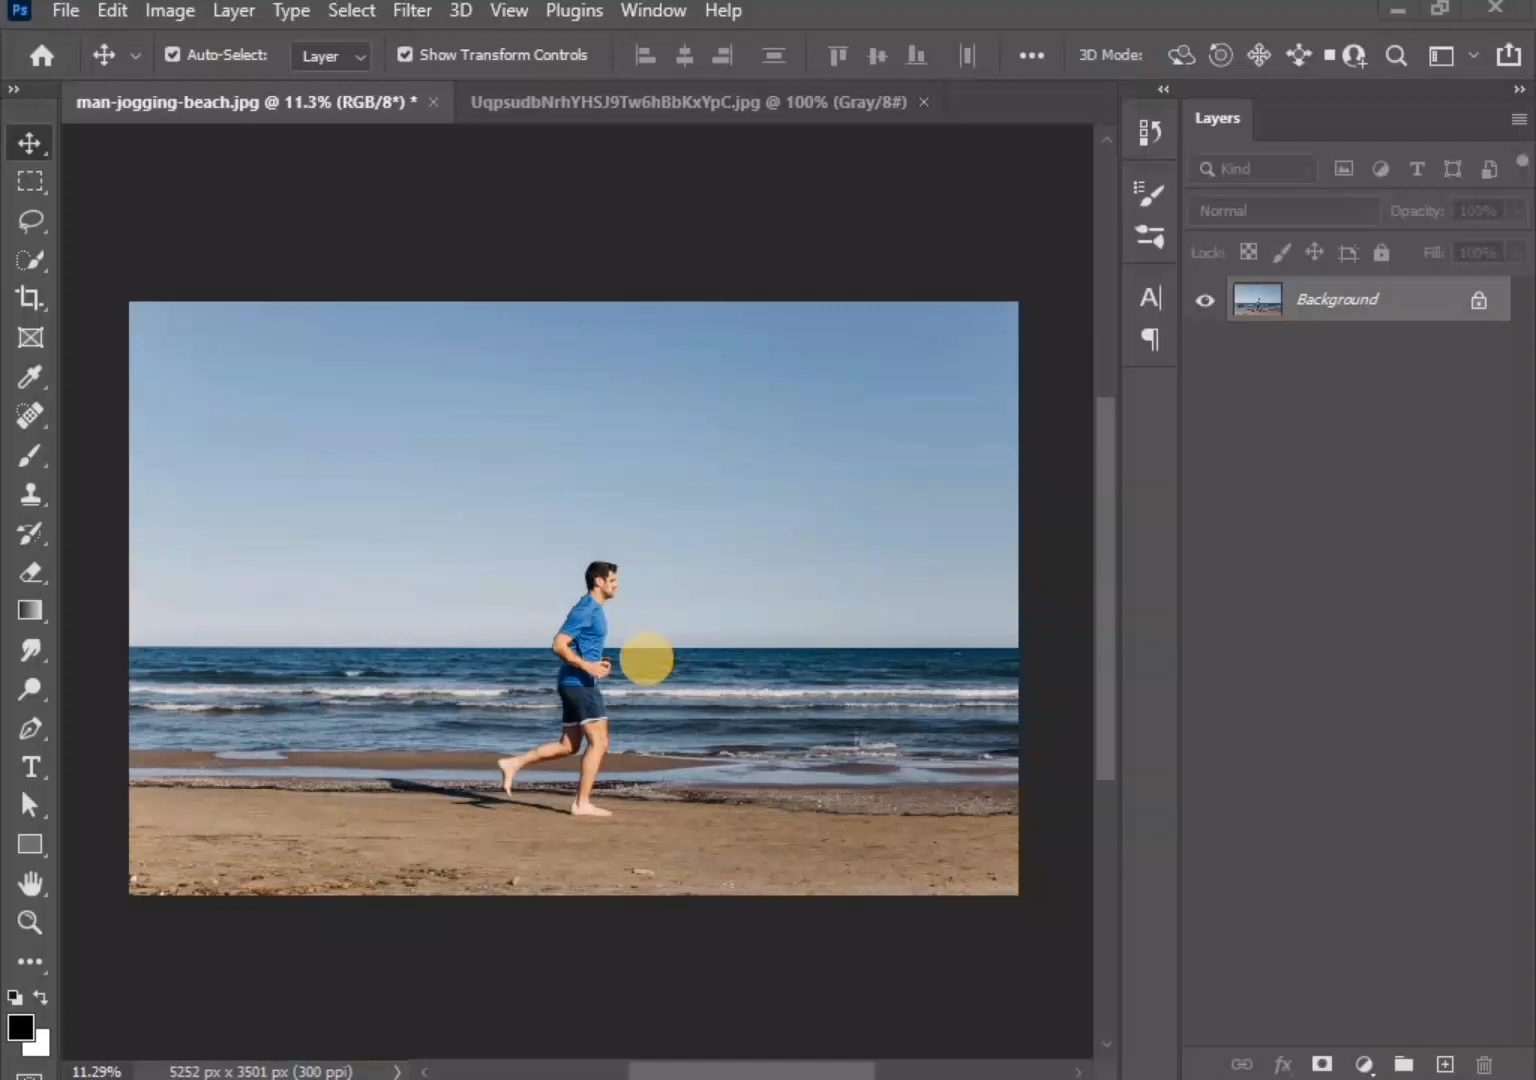 Ps File Edit Image Layer Type Select Filter 3D View Plugins Window Help
Auto-Select: Layer Show Transform Controls 3D Mode:
man-jogging-beach.jpg @ 11.3% (RGB/8*) * UqpsudbNrhYHSJ9Tw6hBbKxYpC.jpg @ 100% (Gray/8#)
Layers
Kind
Normal Opacity: 100%
Lock: Fill: 100%
Background
11.29% 5252 px x 3501 px (300 ppi)